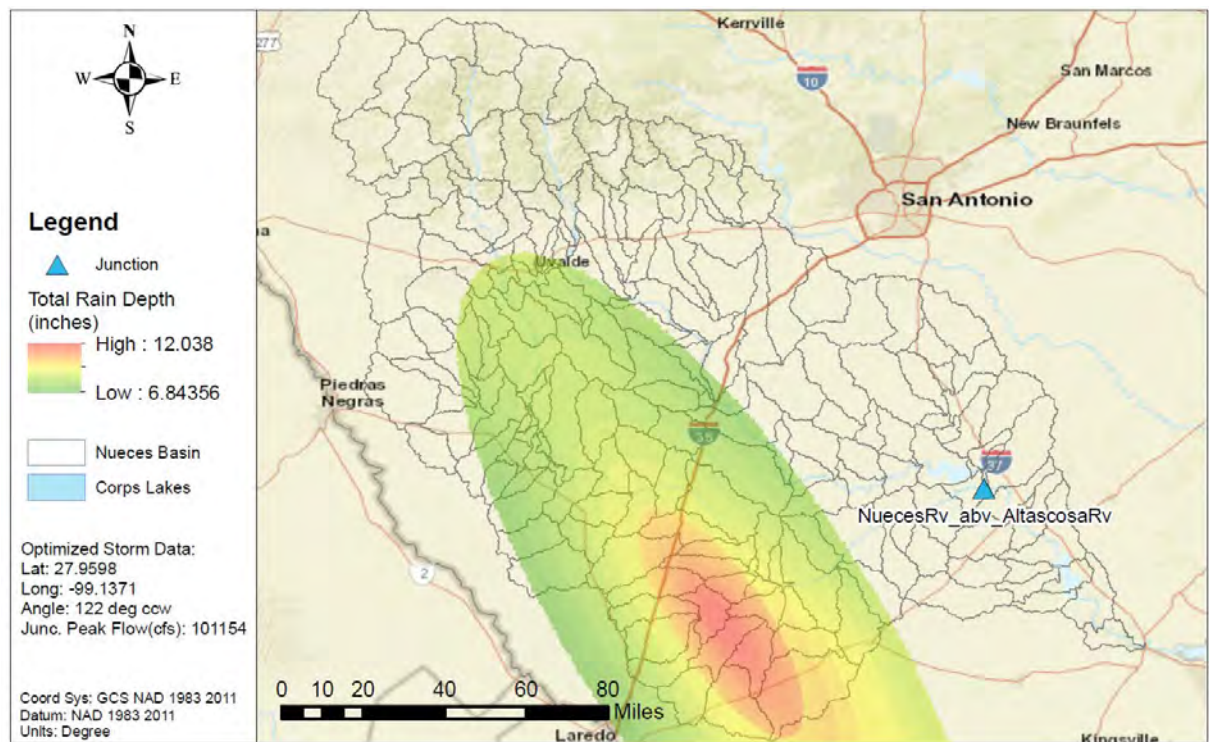 N
W
E
S
Legend
Junction
Total Rain Depth
(inches)
High : 12.038
Low : 6.84356
Nueces Basin
Corps Lakes
Optimized Storm Data:
Lat: 27.9598
Long: -99.1371
Angle: 122 deg ccw
Junc. Peak Flow(cfs): 101154
Coord Sys: GCS NAD 1983 2011
Datum: NAD 1983 2011
Units: Degree
277
Kerrville
10
San Marcos
New Braunfels
San Antonio
na
Uvalde
Piedras
Negras
35
37
NuecesRv_abv_AltascosaRv
2
0 10 20 40 60 80
Miles
Laredo
Kingsville